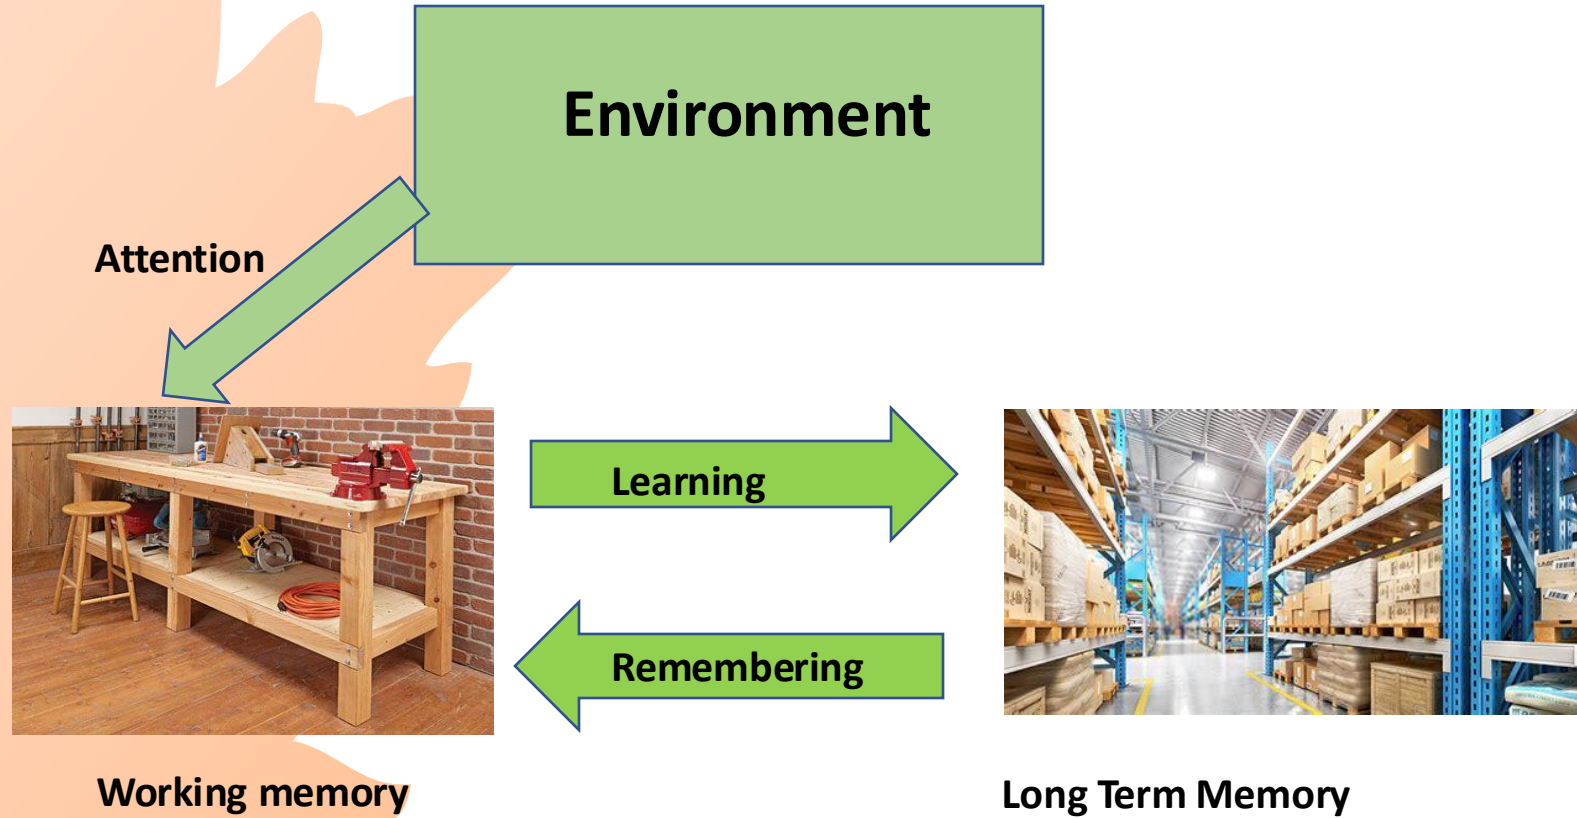 Environment
Attention
Learning
Remembering
Working memory
Long Term Memory